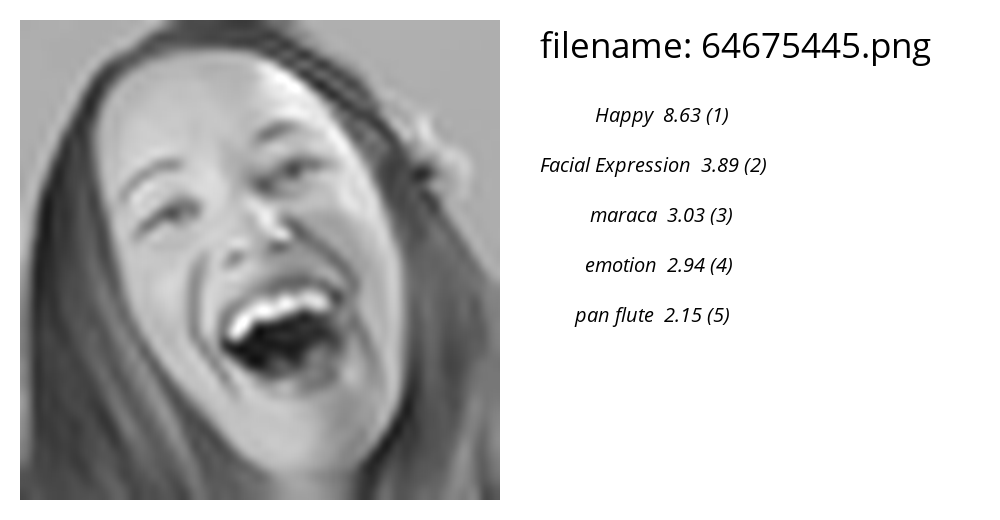 filename: 64675445.png
Happy 8.63 (1)
Facial Expression 3.89 (2)
maraca 3.03 (3)
emotion 2.94 (4)
pan flute 2.15 (5)